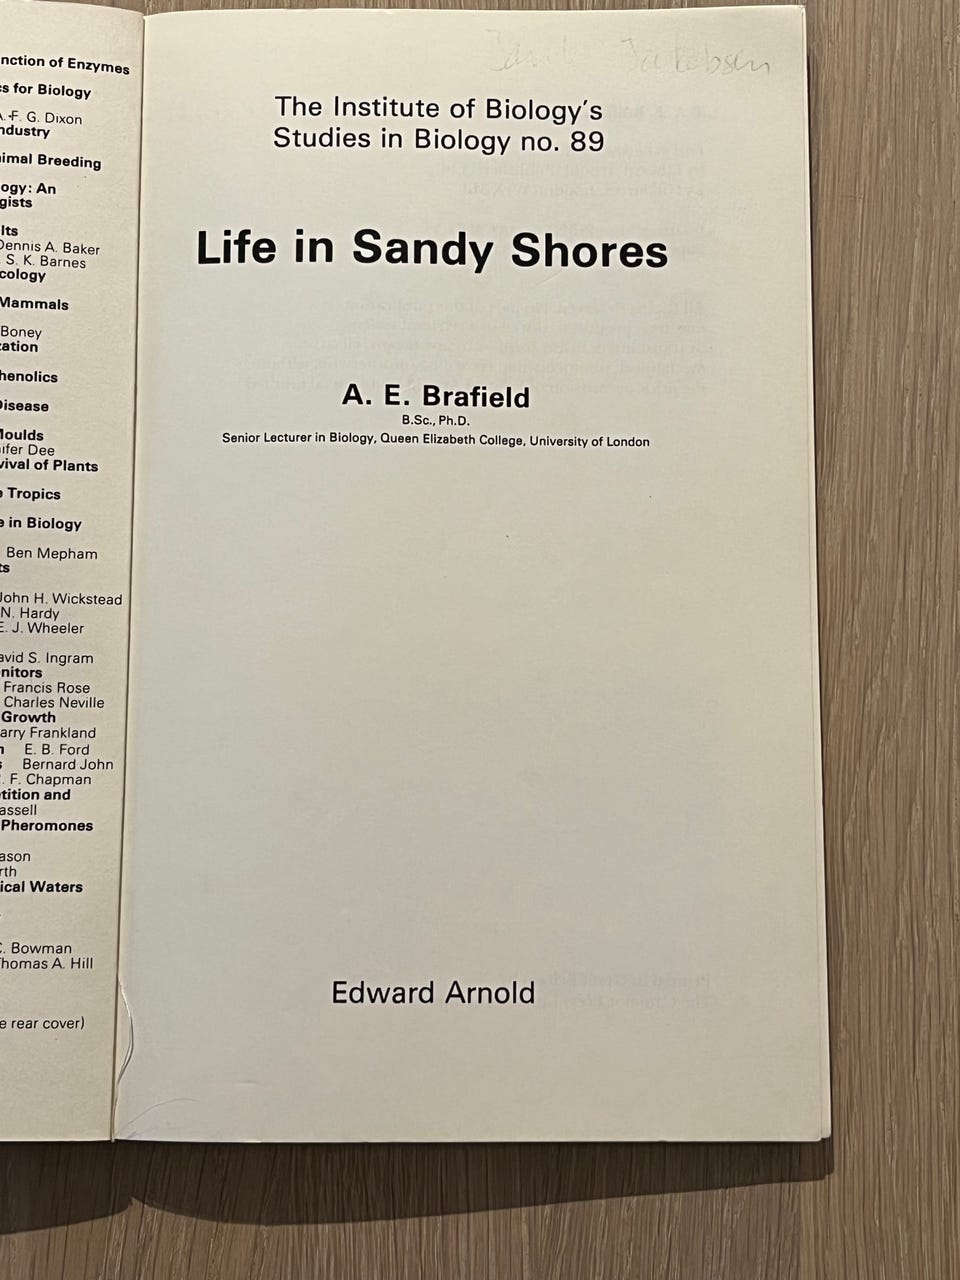 nction of Enzymes
s for Biology
A. F. G. Dixon
ndustry
imal Breeding
ogy: An
gists
lts
Dennis A. Baker
. S. K. Barnes
cology
Mammals
Boney
ation
henolics
Disease
Moulds
ifer Dee
vival of Plants
e Tropics
e in Biology
Ben Mepham
ts
John H. Wickstead
N. Hardy
E. J. Wheeler
avid S. Ingram
nitors
Francis Rose
Charles Neville
Growth
arry Frankland
n E. B. Ford
s Bernard John
. F. Chapman
tition and
assell
Pheromones
ason
rth
ical Waters
C. Bowman
Thomas A. Hill
e rear cover)
Jakobsen
The Institute of Biology's
Studies in Biology no. 89
Life in Sandy Shores
A. E. Brafield
B.Sc., Ph.D.
Senior Lecturer in Biology, Queen Elizabeth College, University of London
Edward Arnold